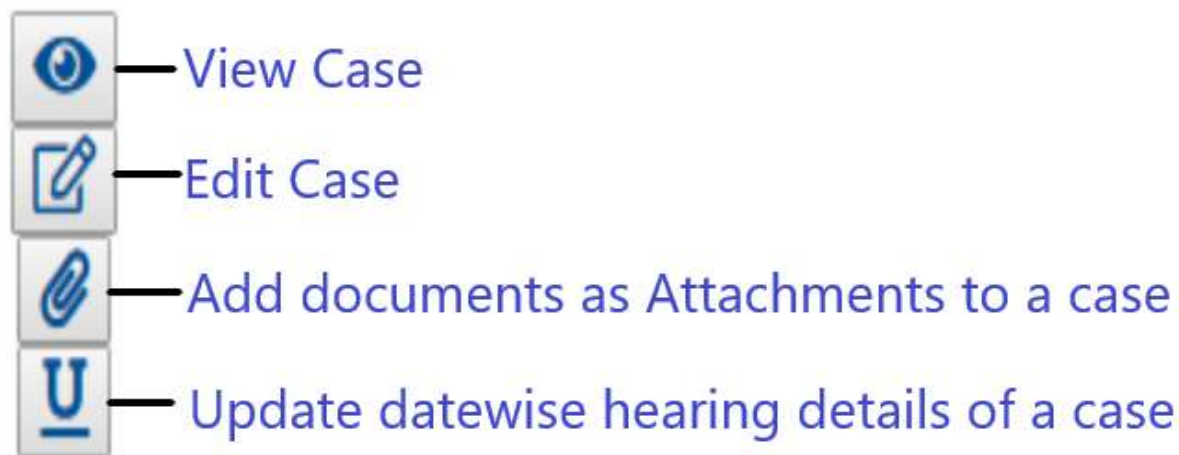 View Case
Edit Case
Add documents as Attachments to a case
U
Update datewise hearing details of a case